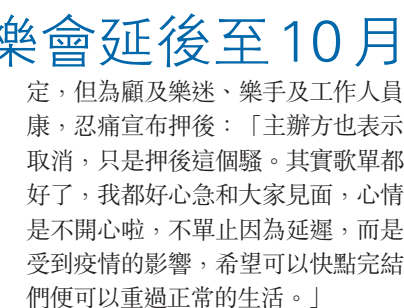 樂會延後至10月
定，但為顧及樂迷、樂手及工作人員
康，忍痛宣布押後：「主辦方也表示
取消，只是押後這個騷。其實歌單都
好了，我都好心急和大家見面，心情
是不開心啦，不單止因為延遲，而是
受到疫情的影響，希望可以快點完結
們便可以重過正常的生活。」